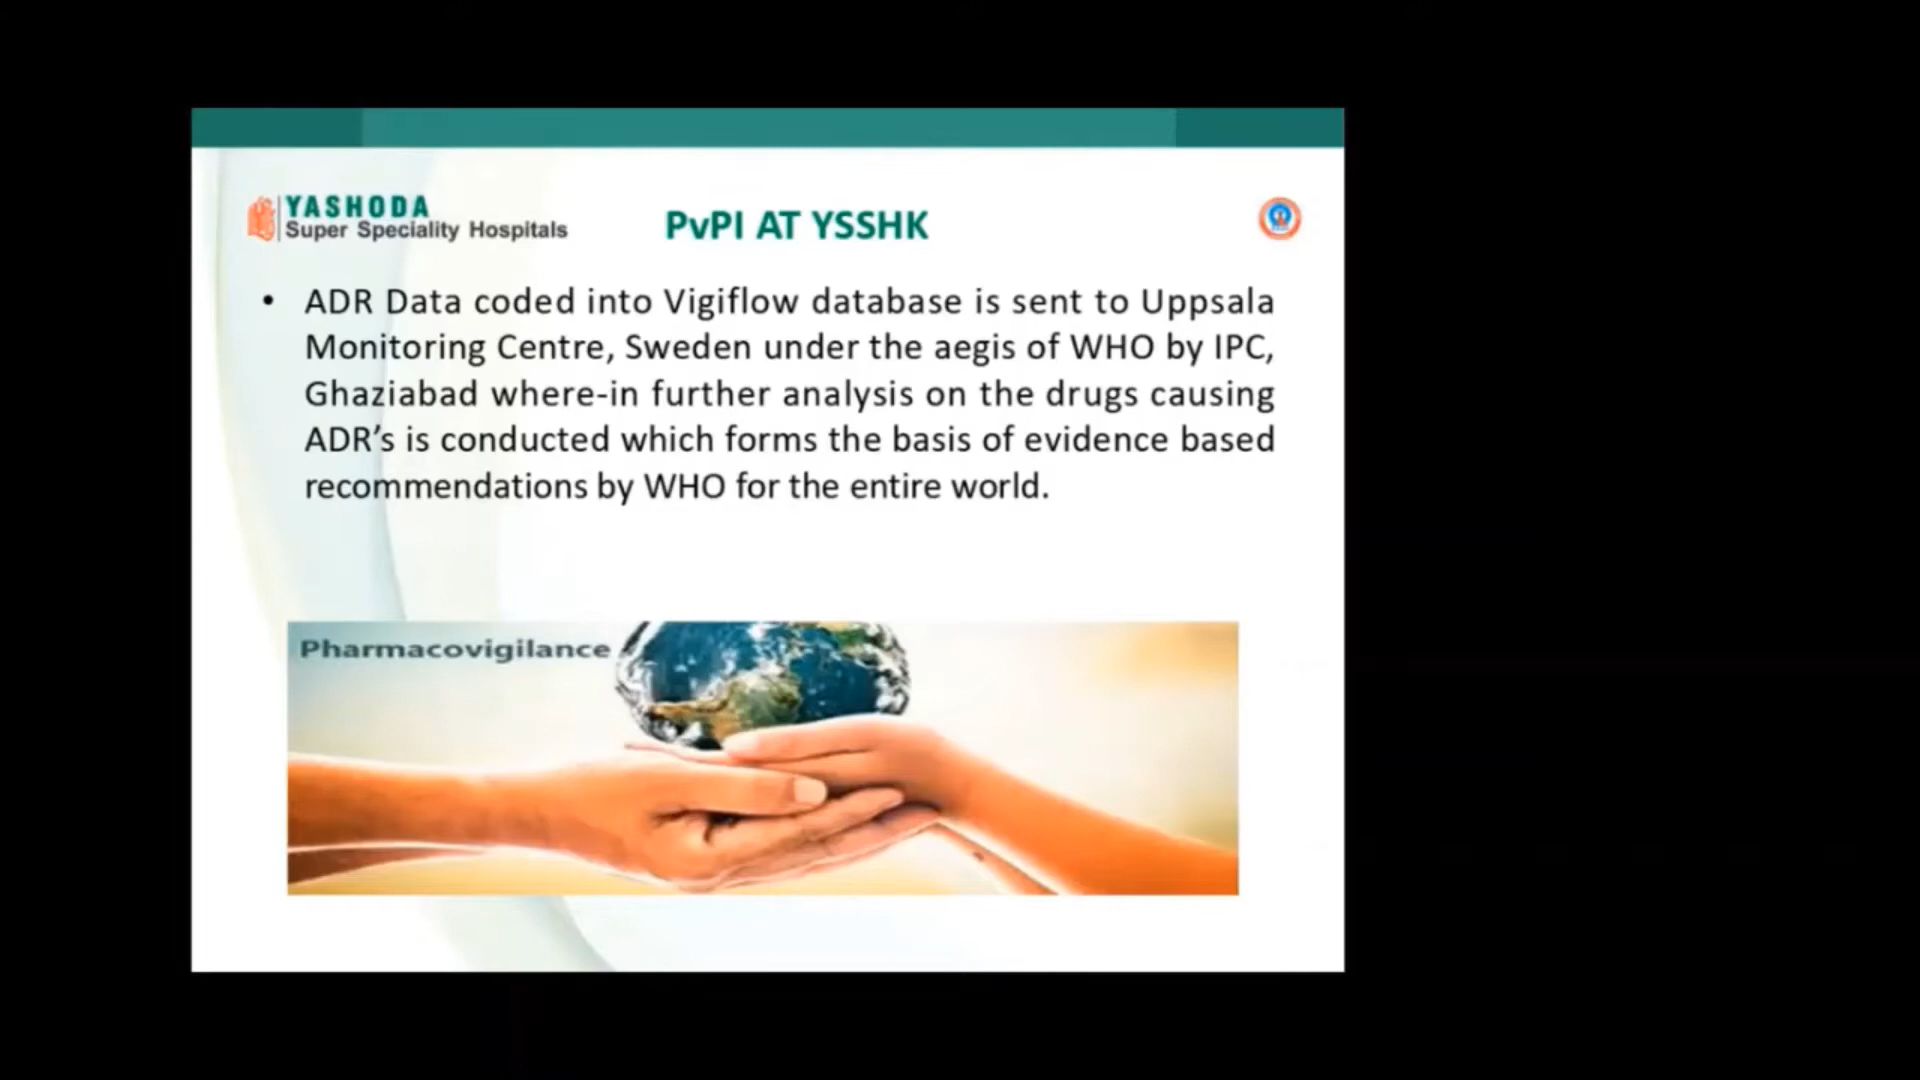 YASHODA
Super Speciality Hospitals
PvPI AT YSSHK
• ADR Data coded into Vigiflow database is sent to Uppsala
Monitoring Centre, Sweden under the aegis of WHO by IPC,
Ghaziabad where-in further analysis on the drugs causing
ADR’s is conducted which forms the basis of evidence based
recommendations by WHO for the entire world.
Pharmacovigilance